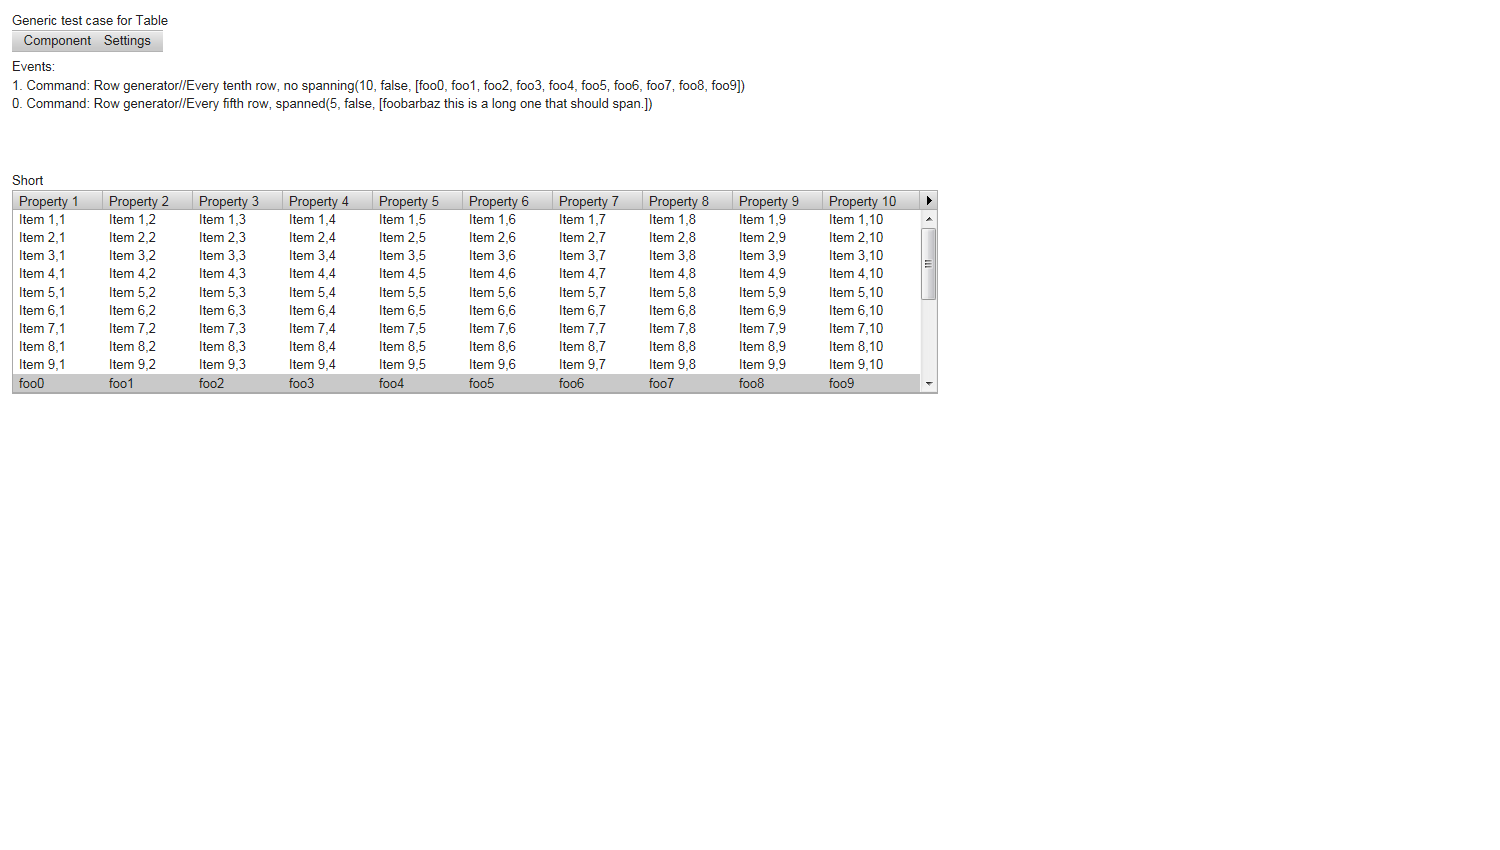 Generic test case for Table
Component Settings
Events:
1. Command: Row generator//Every tenth row, no spanning(10, false, [foo0, foo1, foo2, foo3, foo4, foo5, foo6, foo7, foo8, foo9])
0. Command: Row generator//Every fifth row, spanned(5, false, [foobarbaz this is a long one that should span.])
Short
Property 1 Property 2 Property 3 Property 4 Property 5 Property 6 Property 7 Property 8 Property 9 Property 10
Item 1,1 Item 1,2 Item 1,3 Item 1,4 Item 1,5 Item 1,6 Item 1,7 Item 1,8 Item 1,9 Item 1,10
Item 2,1 Item 2,2 Item 2,3 Item 2,4 Item 2,5 Item 2,6 Item 2,7 Item 2,8 Item 2,9 Item 2,10
Item 3,1 Item 3,2 Item 3,3 Item 3,4 Item 3,5 Item 3,6 Item 3,7 Item 3,8 Item 3,9 Item 3,10
Item 4,1 Item 4,2 Item 4,3 Item 4,4 Item 4,5 Item 4,6 Item 4,7 Item 4,8 Item 4,9 Item 4,10
Item 5,1 Item 5,2 Item 5,3 Item 5,4 Item 5,5 Item 5,6 Item 5,7 Item 5,8 Item 5,9 Item 5,10
Item 6,1 Item 6,2 Item 6,3 Item 6,4 Item 6,5 Item 6,6 Item 6,7 Item 6,8 Item 6,9 Item 6,10
Item 7,1 Item 7,2 Item 7,3 Item 7,4 Item 7,5 Item 7,6 Item 7,7 Item 7,8 Item 7,9 Item 7,10
Item 8,1 Item 8,2 Item 8,3 Item 8,4 Item 8,5 Item 8,6 Item 8,7 Item 8,8 Item 8,9 Item 8,10
Item 9,1 Item 9,2 Item 9,3 Item 9,4 Item 9,5 Item 9,6 Item 9,7 Item 9,8 Item 9,9 Item 9,10
foo0 foo1 foo2 foo3 foo4 foo5 foo6 foo7 foo8 foo9